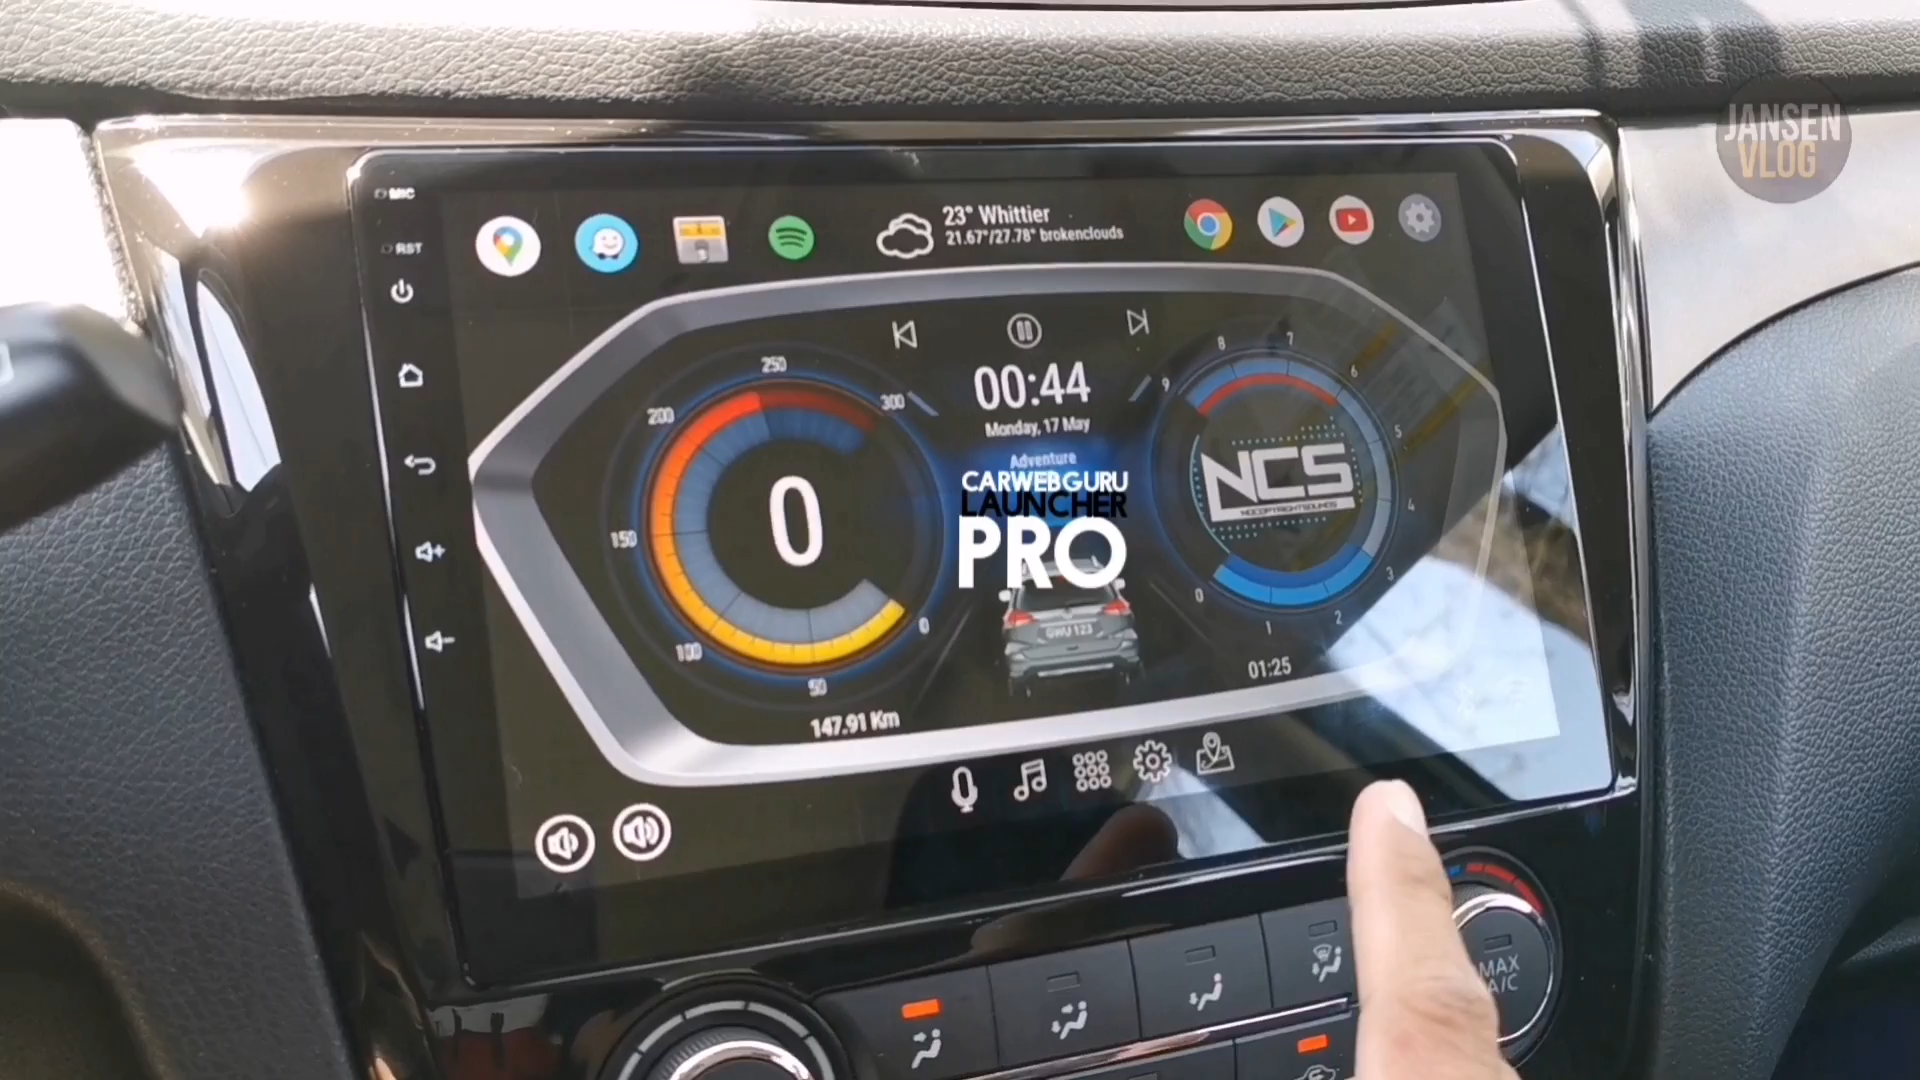 JANSEN
VLOG
MIC
RST
23° Whittier
21.67°/27.78° brokenclouds
00:44
Monday, 17 May
Adventure
CARWEBGURU
LAUNCHER
PRO
0
50
100
150
200
250
300
0
147.91 Km
0
1
2
3
4
5
6
7
8
9
NCS
NOCOPYRIGHTSOUNDS
01:25
GWU 123
MAX
A/C